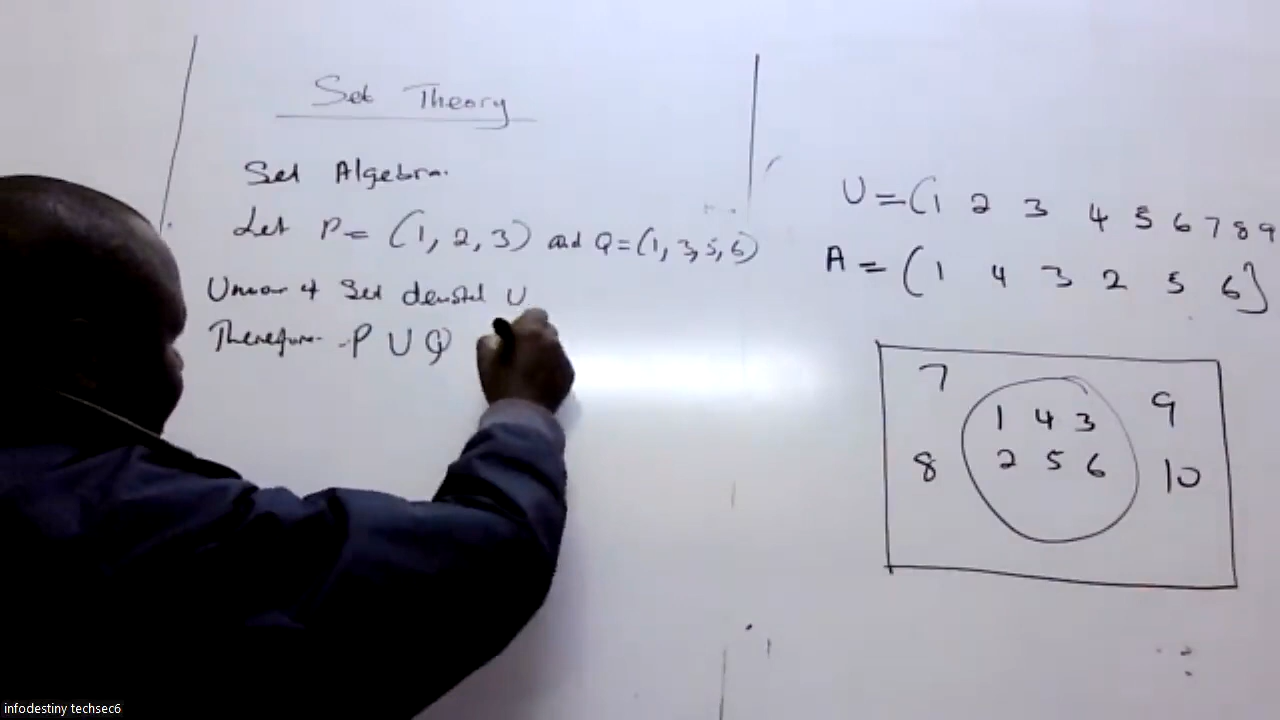 Set Theory
Set Algebra.
Let P = (1, 2, 3) and Q = (1, 3, 5, 6)
Union of Set denoted U
Therefore P U Q
U = (1 2 3 4 5 6 7 8 9
A = (1 4 3 2 5 6)
7 1 4 3 9
8 2 5 6 10
infodestiny techsec6